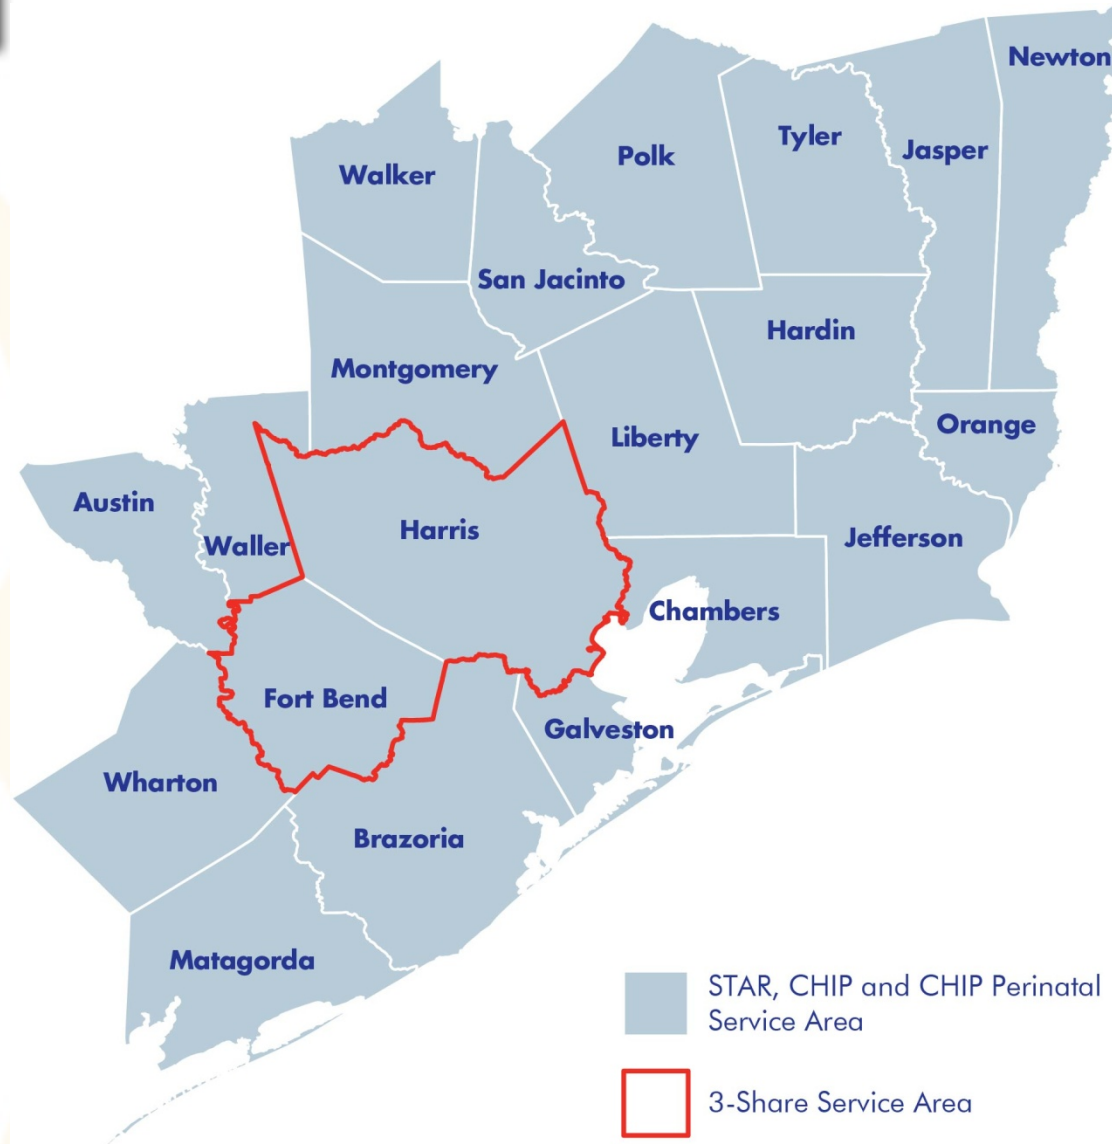 Newton
Tyler
Jasper
Polk
Walker
San Jacinto
Hardin
Montgomery
Orange
Liberty
Austin
Harris
Waller
Jefferson
Chambers
Fort Bend
Galveston
Wharton
Brazoria
Matagorda
STAR, CHIP and CHIP Perinatal
Service Area
3-Share Service Area